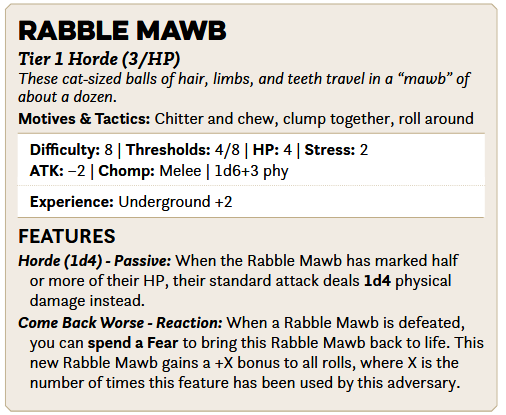 RABBLE MAWB
Tier 1 Horde (3/HP)
These cat-sized balls of hair, limbs, and teeth travel in a “mawb” of
about a dozen.
Motives & Tactics: Chitter and chew, clump together, roll around
Difficulty: 8 | Thresholds: 4/8 | HP: 4 | Stress: 2
ATK: −2 | Chomp: Melee | 1d6+3 phy
Experience: Underground +2
FEATURES
Horde (1d4) - Passive: When the Rabble Mawb has marked half
or more of their HP, their standard attack deals 1d4 physical
damage instead.
Come Back Worse - Reaction: When a Rabble Mawb is defeated,
you can spend a Fear to bring this Rabble Mawb back to life. This
new Rabble Mawb gains a +X bonus to all rolls, where X is the
number of times this feature has been used by this adversary.